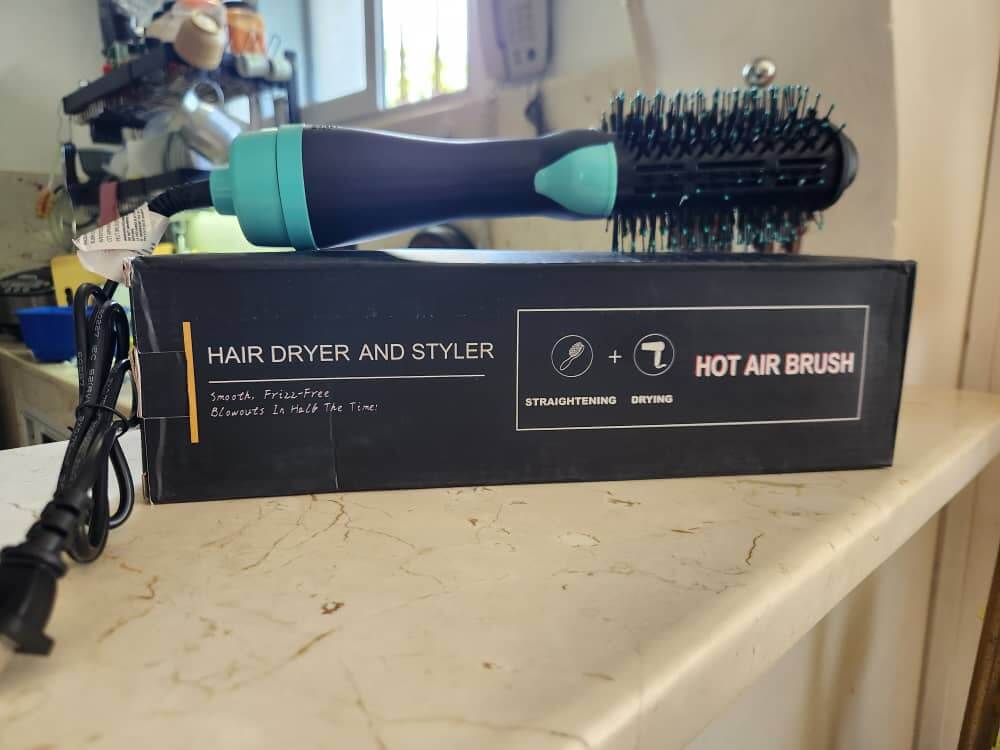 HAIR DRYER AND STYLER
Smooth, Frizz-Free
Blowouts In Half The Time!
+
STRAIGHTENING DRYING
HOT AIR BRUSH